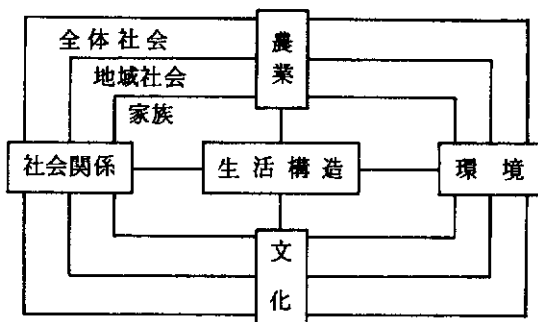 全体社会
地域社会
家族
農業
社会関係
生活構造
環境
文化